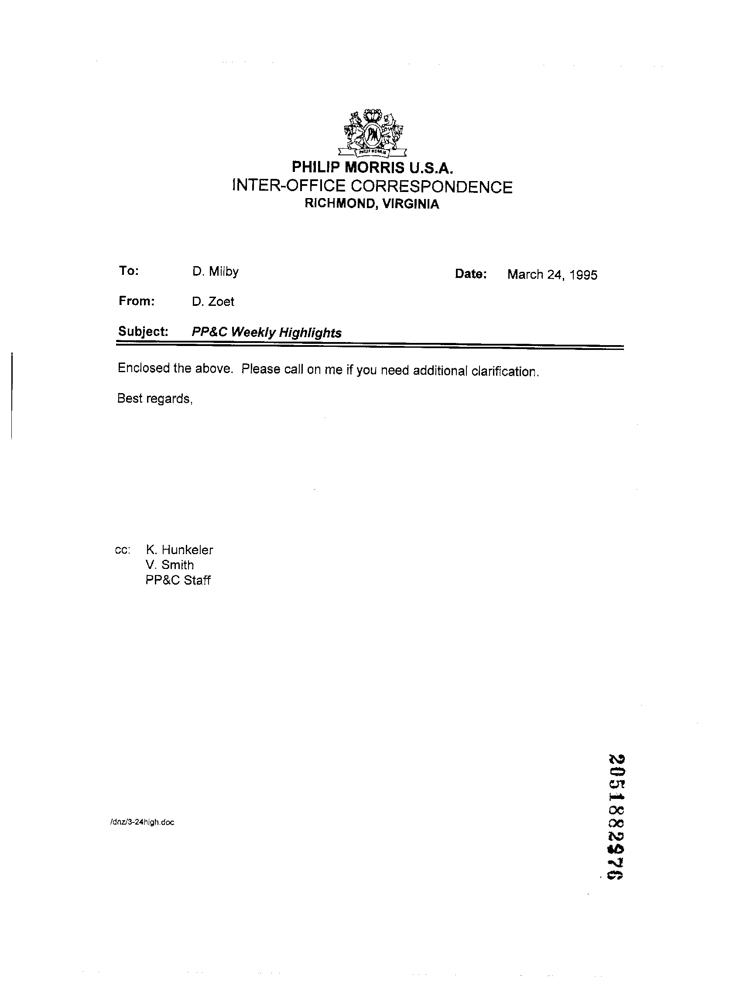 PM
PHILIP MORRIS U.S.A.
INTER-OFFICE CORRESPONDENCE
RICHMOND, VIRGINIA
To: D. Milby Date: March 24, 1995
From: D. Zoet
Subject: PP&C Weekly Highlights
Enclosed the above. Please call on me if you need additional clarification.
Best regards,
cc: K. Hunkeler
V. Smith
PP&C Staff
/dnz/3-24high.doc
2051882976